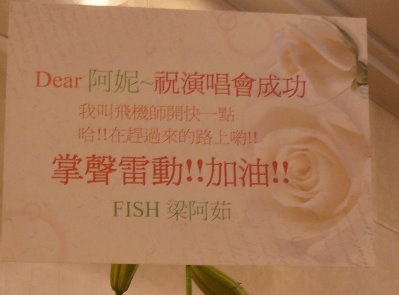 Dear 阿妮~祝演唱會成功
我叫飛機師開快一點
哈!!在趕過來的路上喲!!
掌聲雷動!!加油!!
FISH 梁阿茹